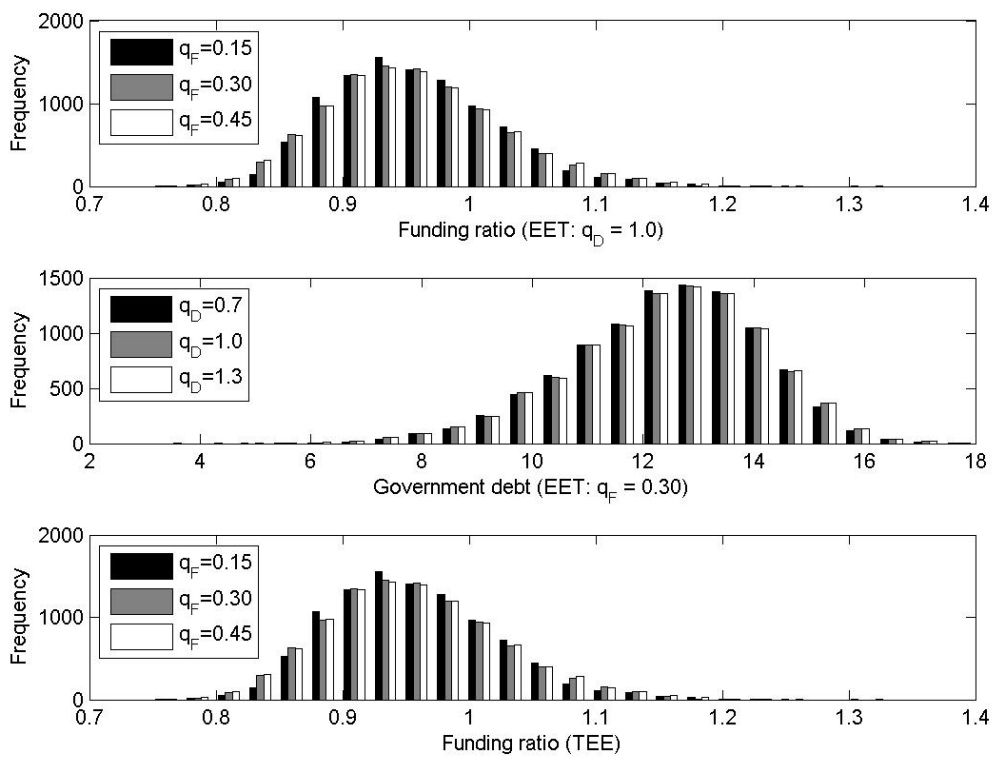 2000
1000
0
Frequency
q_F=0.15
q_F=0.30
q_F=0.45
0.7 0.8 0.9 1 1.1 1.2 1.3 1.4
Funding ratio (EET: q_D = 1.0)
1500
1000
500
0
Frequency
q_D=0.7
q_D=1.0
q_D=1.3
2 4 6 8 10 12 14 16 18
Government debt (EET: q_F = 0.30)
2000
1000
0
Frequency
q_F=0.15
q_F=0.30
q_F=0.45
0.7 0.8 0.9 1 1.1 1.2 1.3 1.4
Funding ratio (TEE)